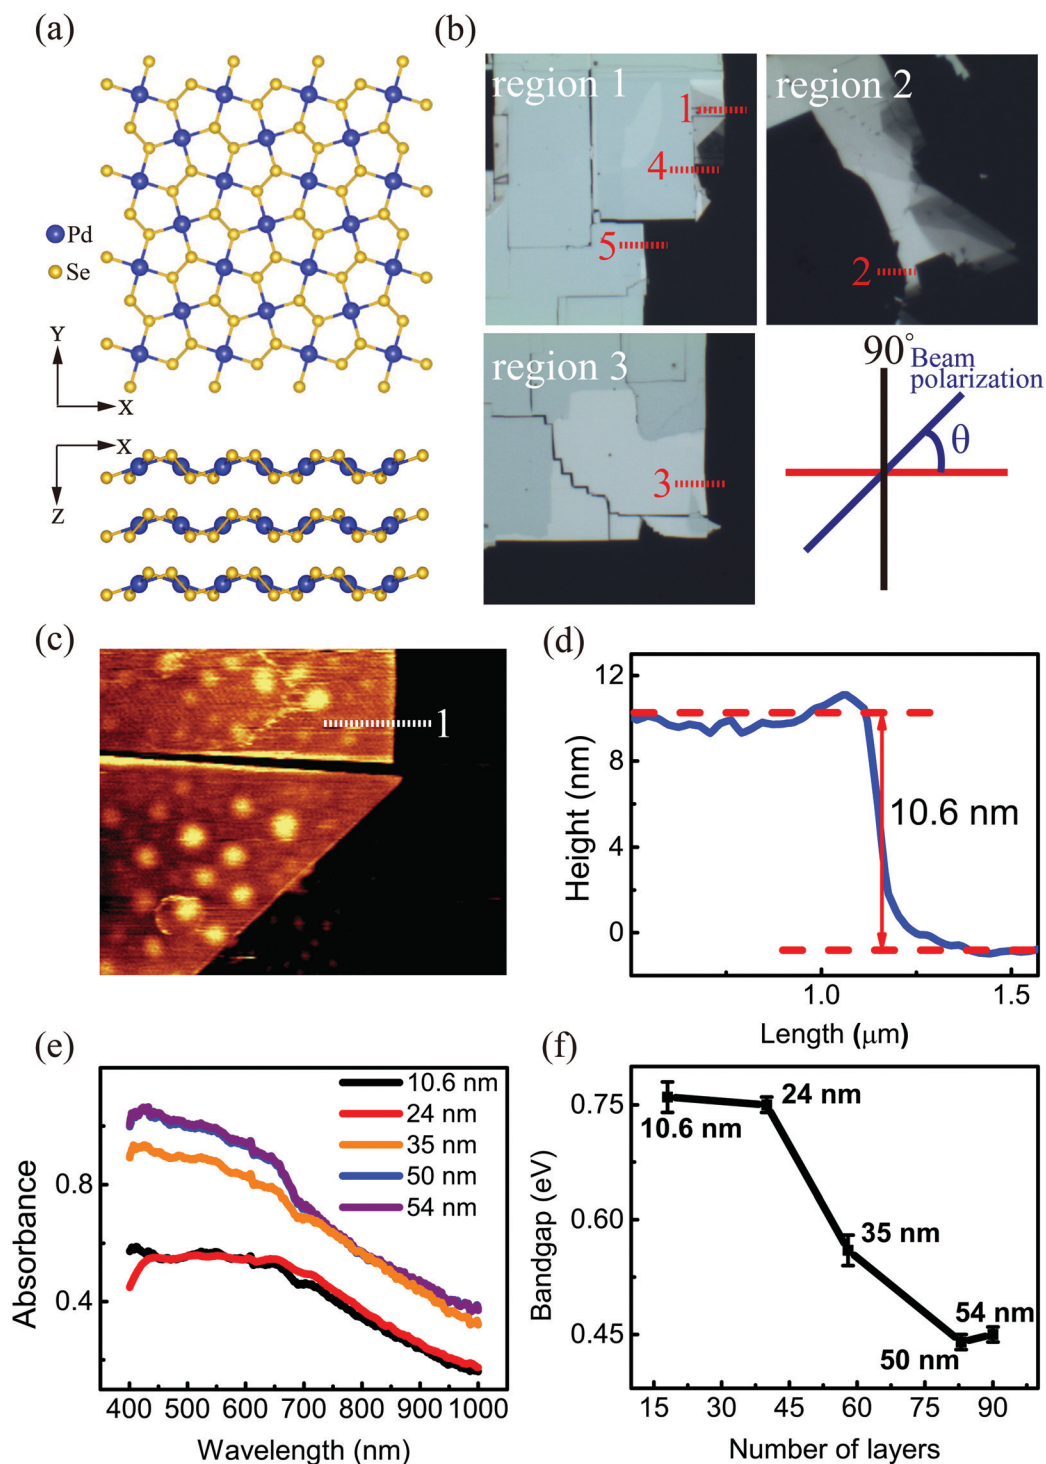 (a)
Pd
Se
Y
X
X
Z
(b)
region 1
1
4
5
region 2
2
region 3
3
90°
Beam
polarization
θ
(c)
1
(d)
12
8
4
0
Height (nm)
10.6 nm
1.0
1.5
Length (μm)
(e)
10.6 nm
24 nm
35 nm
50 nm
54 nm
0.8
0.4
Absorbance
400 500 600 700 800 900 1000
Wavelength (nm)
(f)
0.75
0.60
0.45
Bandgap (eV)
10.6 nm
24 nm
35 nm
54 nm
50 nm
15 30 45 60 75 90
Number of layers